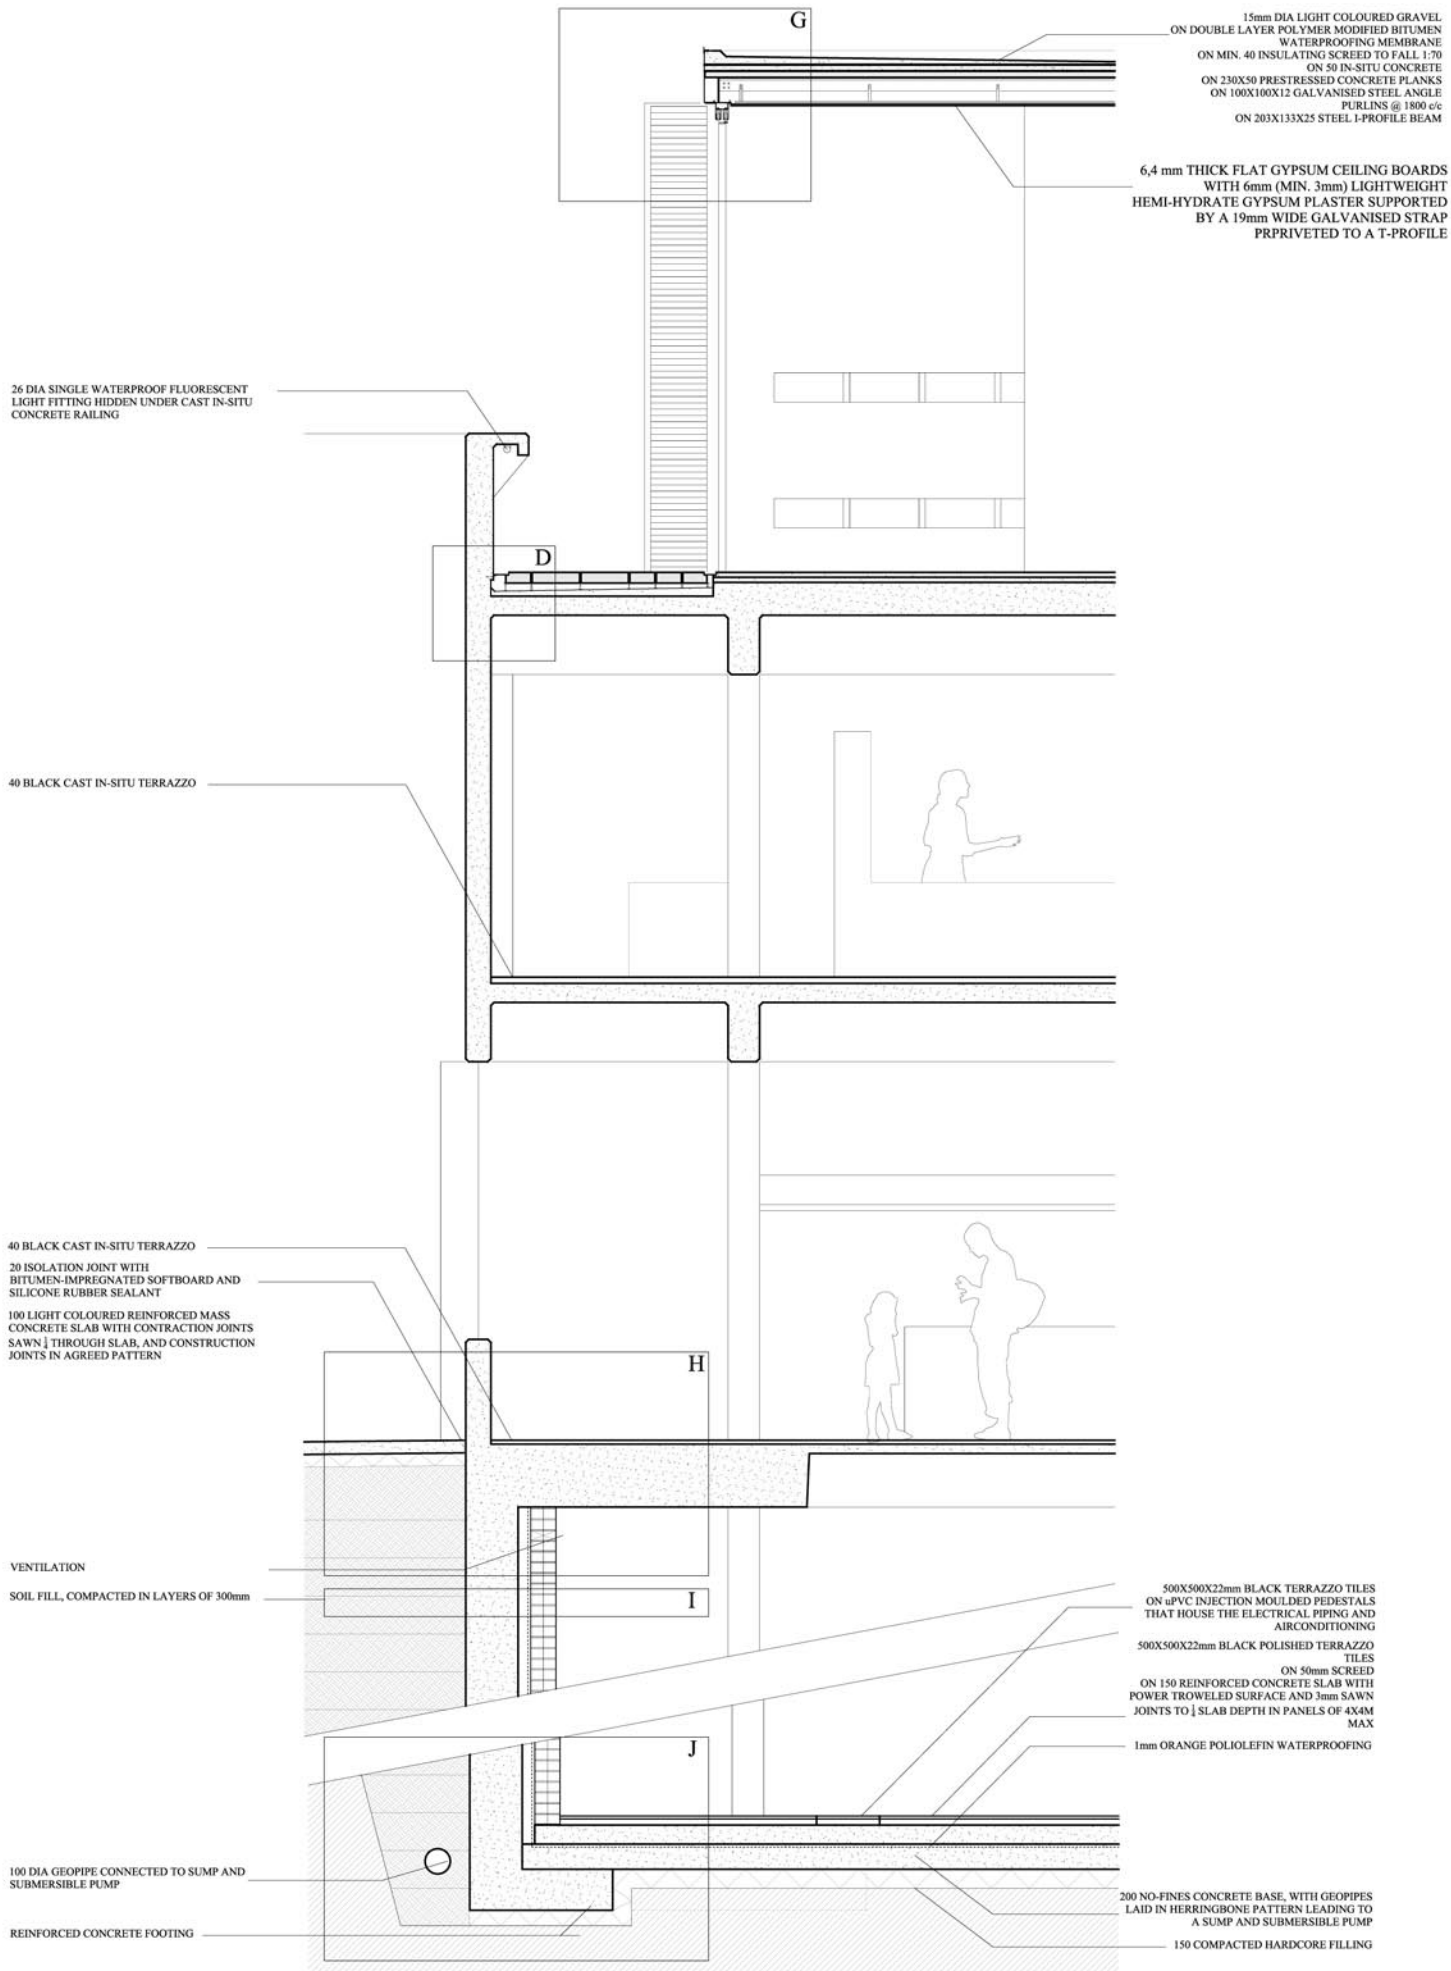 G
15mm DIA LIGHT COLOURED GRAVEL
ON DOUBLE LAYER POLYMER MODIFIED BITUMEN
WATERPROOFING MEMBRANE
ON MIN. 40 INSULATING SCREED TO FALL 1:70
ON 50 IN-SITU CONCRETE
ON 230X50 PRESTRESSED CONCRETE PLANKS
ON 100X100X12 GALVANISED STEEL ANGLE
PURLINS @ 1800 c/c
ON 203X133X25 STEEL I-PROFILE BEAM
6,4 mm THICK FLAT GYPSUM CEILING BOARDS
WITH 6mm (MIN. 3mm) LIGHTWEIGHT
HEMI-HYDRATE GYPSUM PLASTER SUPPORTED
BY A 19mm WIDE GALVANISED STRAP
PRPRIVETED TO A T-PROFILE
26 DIA SINGLE WATERPROOF FLUORESCENT
LIGHT FITTING HIDDEN UNDER CAST IN-SITU
CONCRETE RAILING
D
40 BLACK CAST IN-SITU TERRAZZO
40 BLACK CAST IN-SITU TERRAZZO
20 ISOLATION JOINT WITH
BITUMEN-IMPREGNATED SOFTBOARD AND
SILICONE RUBBER SEALANT
100 LIGHT COLOURED REINFORCED MASS
CONCRETE SLAB WITH CONTRACTION JOINTS
SAWN THROUGH SLAB, AND CONSTRUCTION
JOINTS IN AGREED PATTERN
H
VENTILATION
SOIL FILL, COMPACTED IN LAYERS OF 300mm
I
500X500X22mm BLACK TERRAZZO TILES
ON uPVC INJECTION MOULDED PEDESTALS
THAT HOUSE THE ELECTRICAL PIPING AND
AIRCONDITIONING
500X500X22mm BLACK POLISHED TERRAZZO
TILES
ON 50mm SCREED
ON 150 REINFORCED CONCRETE SLAB WITH
POWER TROWELED SURFACE AND 3mm SAWN
JOINTS TO SLAB DEPTH IN PANELS OF 4X4M
MAX
1mm ORANGE POLIOLEFIN WATERPROOFING
J
100 DIA GEOPIPE CONNECTED TO SUMP AND
SUBMERSIBLE PUMP
REINFORCED CONCRETE FOOTING
200 NO-FINES CONCRETE BASE, WITH GEOPIPES
LAID IN HERRINGBONE PATTERN LEADING TO
A SUMP AND SUBMERSIBLE PUMP
150 COMPACTED HARDCORE FILLING